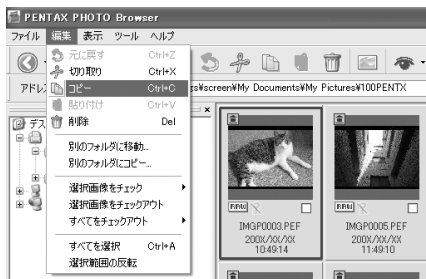 PENTAX PHOTO Browser
ファイル 編集 表示 ツール ヘルプ
元に戻す Ctrl+Z
切り取り Ctrl+X
コピー Ctrl+C
貼り付け Ctrl+V
削除 Del
別のフォルダに移動...
別のフォルダにコピー...
選択画像をチェック
選択画像をチェックアウト
すべてをチェックアウト
すべてを選択 Ctrl+A
選択範囲の反転
アドレ
s¥screen¥My Documents¥My Pictures¥100PENTX
デス
IMGP0003.PEF
200X/XX/XX
10:49:14
IMGP0005.PEF
200X/XX/XX
11:49:10